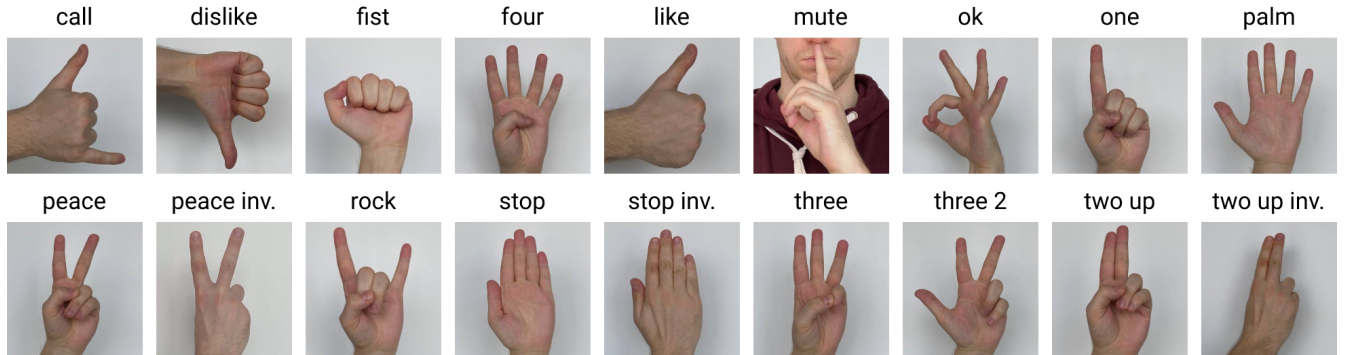 call dislike fist four like mute ok one palm
peace peace inv. rock stop stop inv. three three 2 two up two up inv.